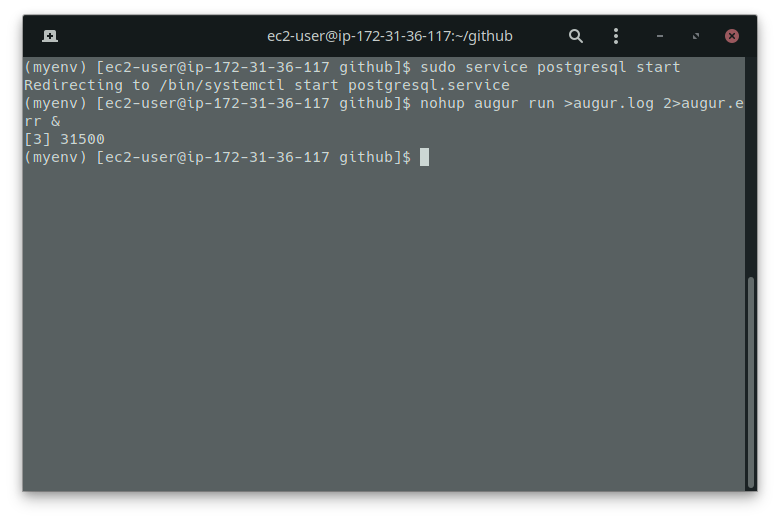 ec2-user@ip-172-31-36-117:~/github
(myenv) [ec2-user@ip-172-31-36-117 github]$ sudo service postgresql start
Redirecting to /bin/systemctl start postgresql.service
(myenv) [ec2-user@ip-172-31-36-117 github]$ nohup augur run >augur.log 2>augur.e
rr &
[3] 31500
(myenv) [ec2-user@ip-172-31-36-117 github]$